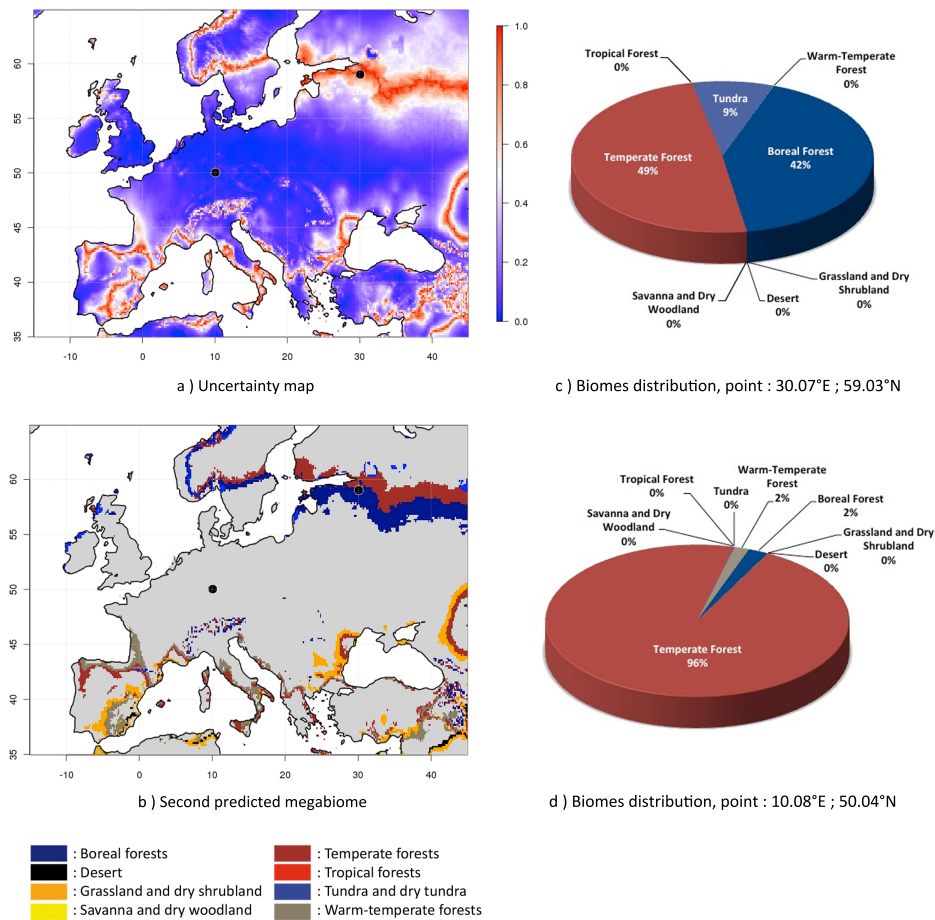 60
55
50
45
40
35
-10
0
10
20
30
40
1.0
0.8
0.6
0.4
0.2
0.0
a ) Uncertainty map
Tropical Forest
0%
Warm-Temperate
Forest
0%
Tundra
9%
Temperate Forest
49%
Boreal Forest
42%
Savanna and Dry
Woodland
0%
Desert
0%
Grassland and Dry
Shrubland
0%
c ) Biomes distribution, point : 30.07°E ; 59.03°N
60
55
50
45
40
35
-10
0
10
20
30
40
b ) Second predicted megabiome
Tropical Forest
0%
Tundra
0%
Warm-Temperate
Forest
2%
Boreal Forest
2%
Savanna and Dry
Woodland
0%
Grassland and Dry
Shrubland
0%
Desert
0%
Temperate Forest
96%
d ) Biomes distribution, point : 10.08°E ; 50.04°N
: Boreal forests
: Desert
: Grassland and dry shrubland
: Savanna and dry woodland
: Temperate forests
: Tropical forests
: Tundra and dry tundra
: Warm-temperate forests